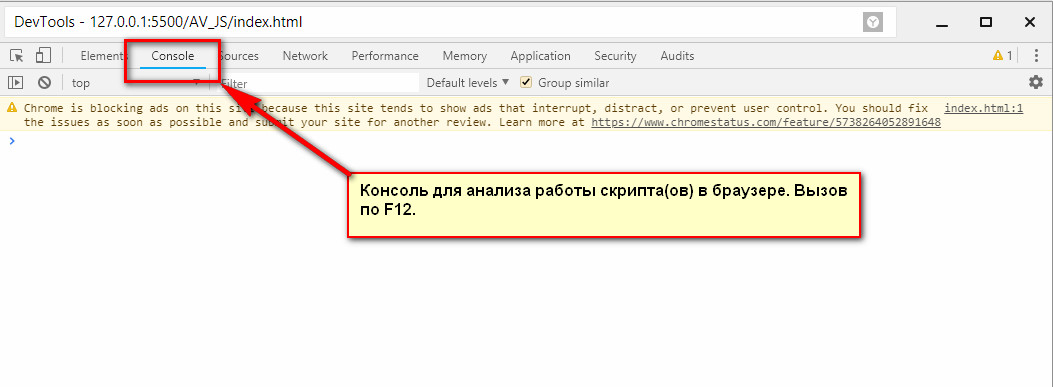 DevTools - 127.0.0.1:5500/AV_JS/index.html
Elements Console Sources Network Performance Memory Application Security Audits 1
top Filter Default levels Group similar
Chrome is blocking ads on this site because this site tends to show ads that interrupt, distract, or prevent user control. You should fix index.html:1
the issues as soon as possible and submit your site for another review. Learn more at https://www.chromestatus.com/feature/5738264052891648
Консоль для анализа работы скрипта(ов) в браузере. Вызов
по F12.